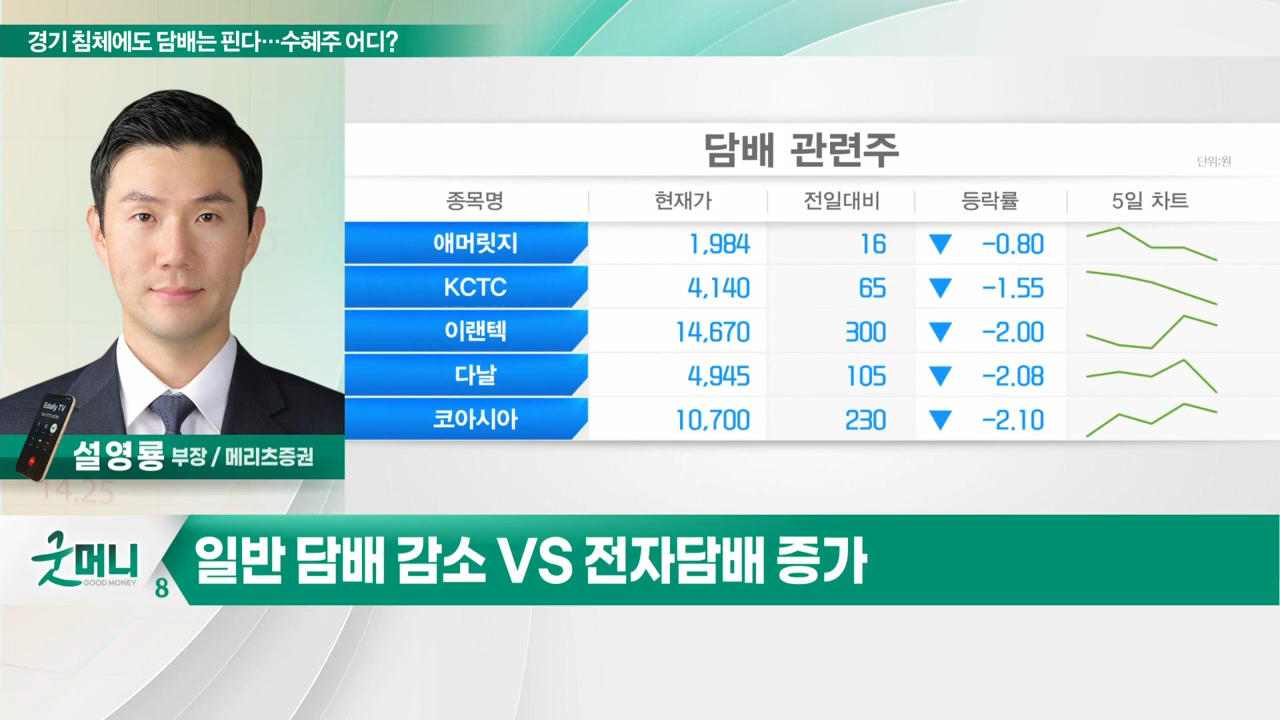 경기 침체에도 담배는 핀다…수혜주 어디?
담배 관련주
단위:원
종목명 현재가 전일대비 등락률 5일 차트
애머릿지 1,984 16 ▼ -0.80
KCTC 4,140 65 ▼ -1.55
이랜텍 14,670 300 ▼ -2.00
다날 4,945 105 ▼ -2.08
코아시아 10,700 230 ▼ -2.10
Edaily TV
설영룡 부장 / 메리츠증권
14.25
굿머니
GOOD MONEY
8
일반 담배 감소 VS 전자담배 증가